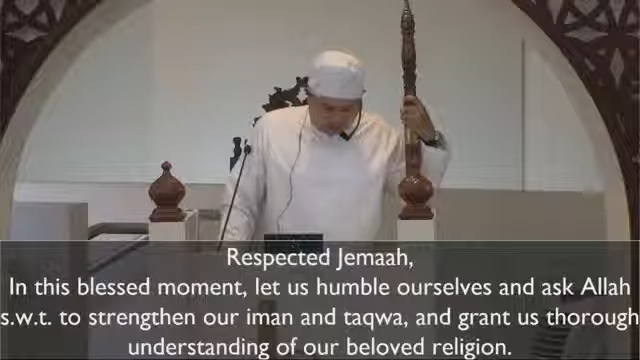 Respected Jemaah,
In this blessed moment, let us humble ourselves and ask Allah
s.w.t. to strengthen our iman and taqwa, and grant us thorough
understanding of our beloved religion.